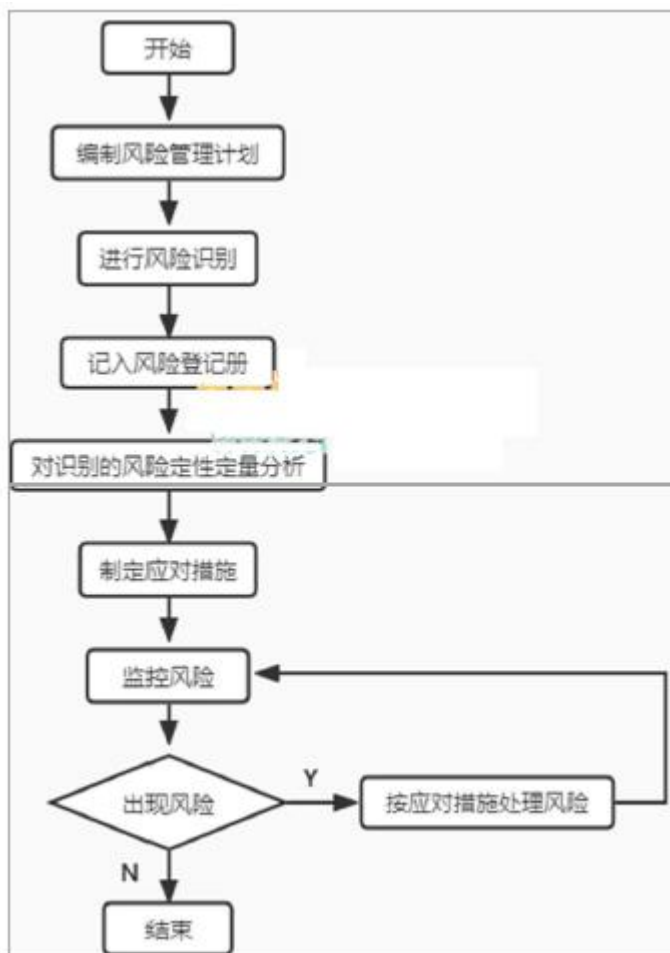 开始
编制风险管理计划
进行风险识别
记入风险登记册
对识别的风险定性定量分析
制定应对措施
监控风险
出现风险
Y
按应对措施处理风险
N
结束